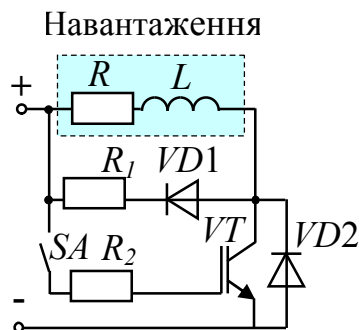 Навантаження
+
R L
R₁ VD1
SA R₂ VT VD2
-